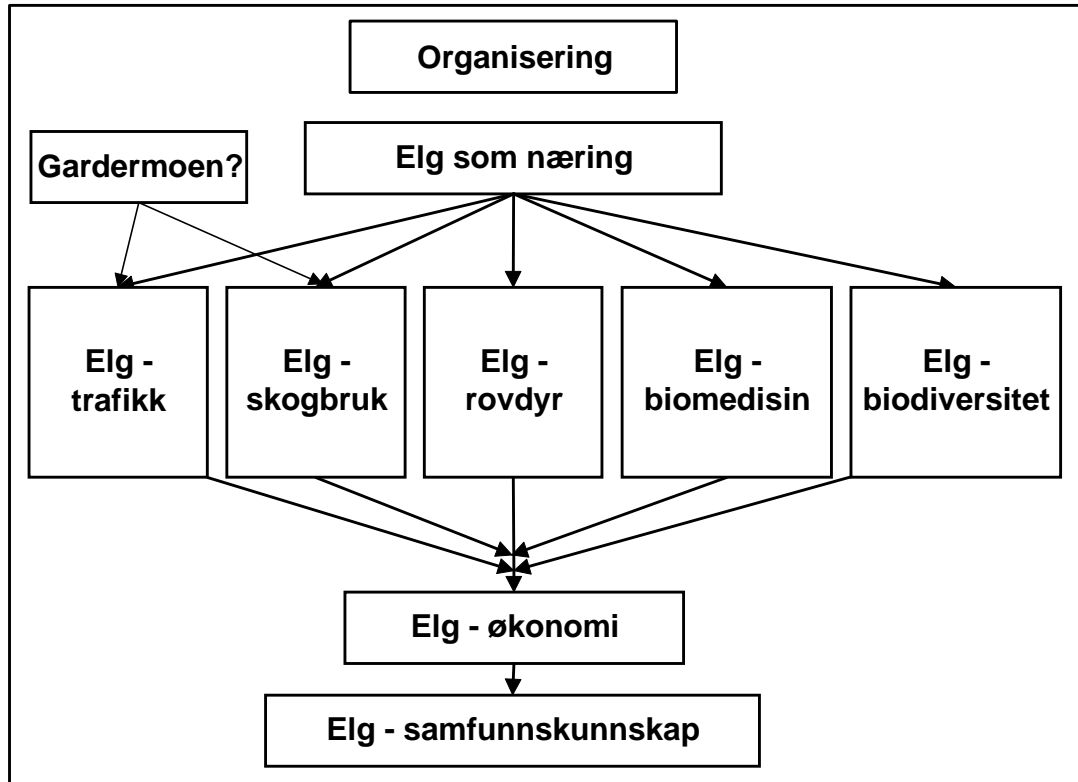 Organisering
Elg som næring
Gardermoen?
Elg -
trafikk
Elg -
skogbruk
Elg -
rovdyr
Elg -
biomedisin
Elg -
biodiversitet
Elg - økonomi
Elg - samfunnskunnskap